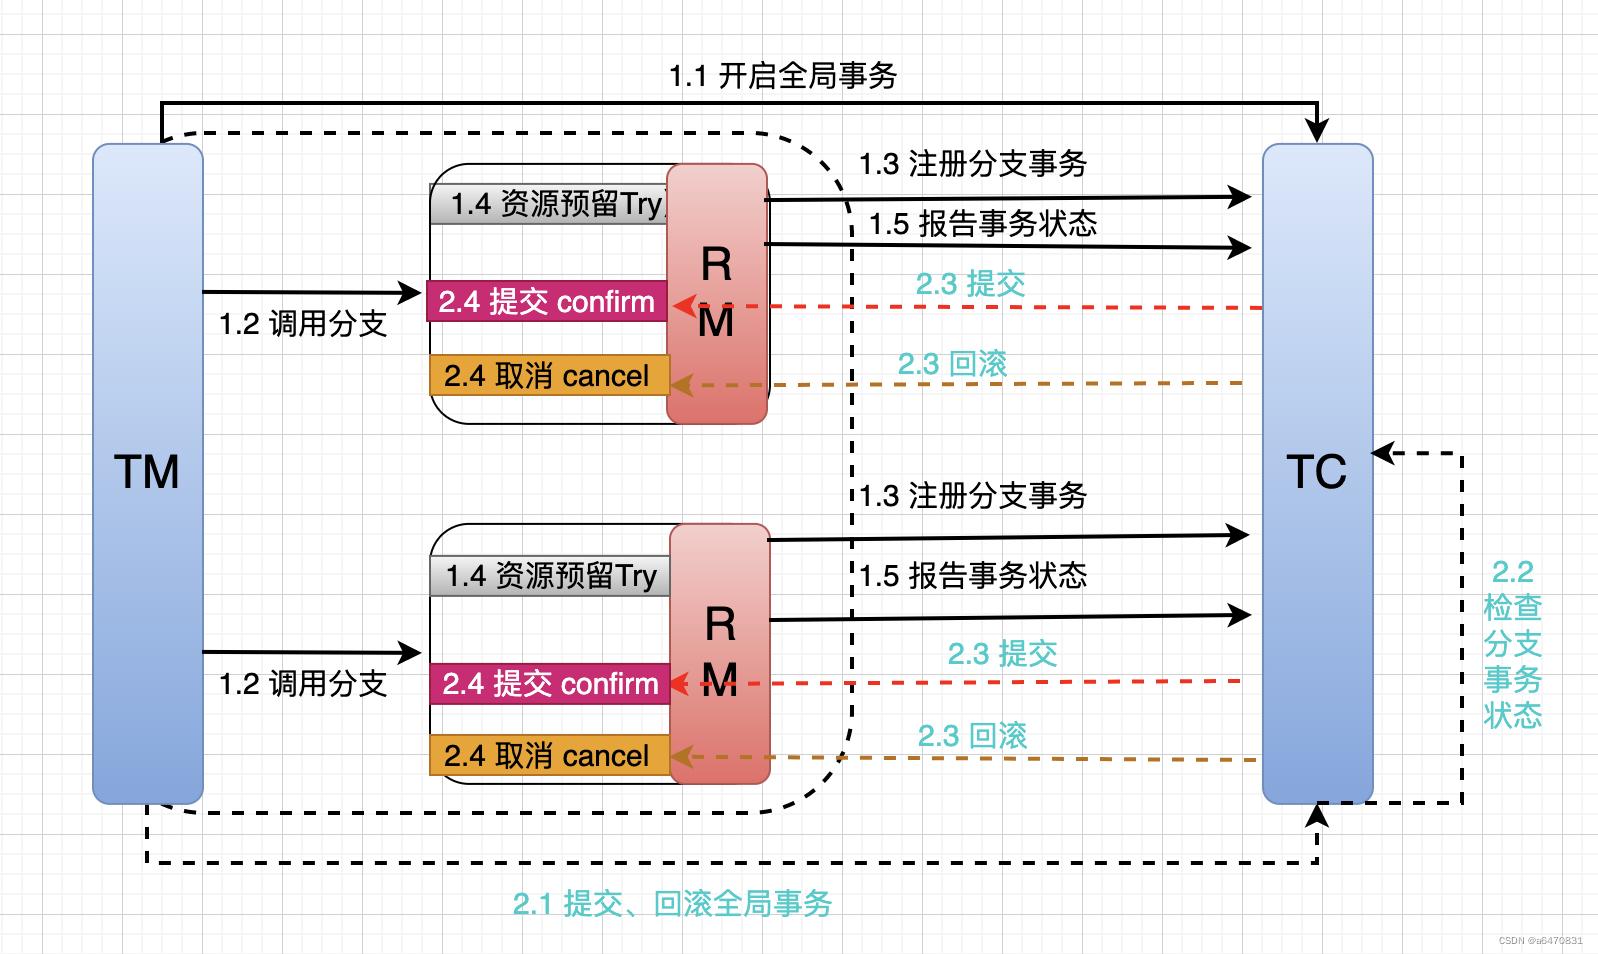 1.1 开启全局事务
1.3 注册分支事务
1.4 资源预留Try
1.5 报告事务状态
R
M
2.3 提交
2.4 提交 confirm
1.2 调用分支
2.3 回滚
2.4 取消 cancel
TM
TC
1.3 注册分支事务
1.4 资源预留Try
1.5 报告事务状态
R
M
2.3 提交
2.4 提交 confirm
1.2 调用分支
2.3 回滚
2.4 取消 cancel
2.2
检查
分支
事务
状态
2.1 提交、回滚全局事务
CSDN @a6470831